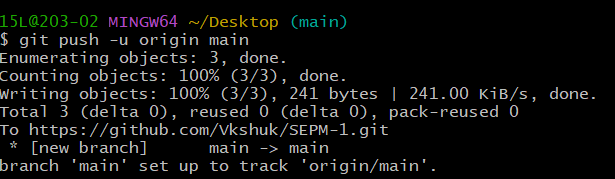 15L@203-02 MINGW64 ~/Desktop (main)
$ git push -u origin main
Enumerating objects: 3, done.
Counting objects: 100% (3/3), done.
Writing objects: 100% (3/3), 241 bytes | 241.00 KiB/s, done.
Total 3 (delta 0), reused 0 (delta 0), pack-reused 0
To https://github.com/Vkshuk/SEPM-1.git
 * [new branch]      main -> main
branch 'main' set up to track 'origin/main'.